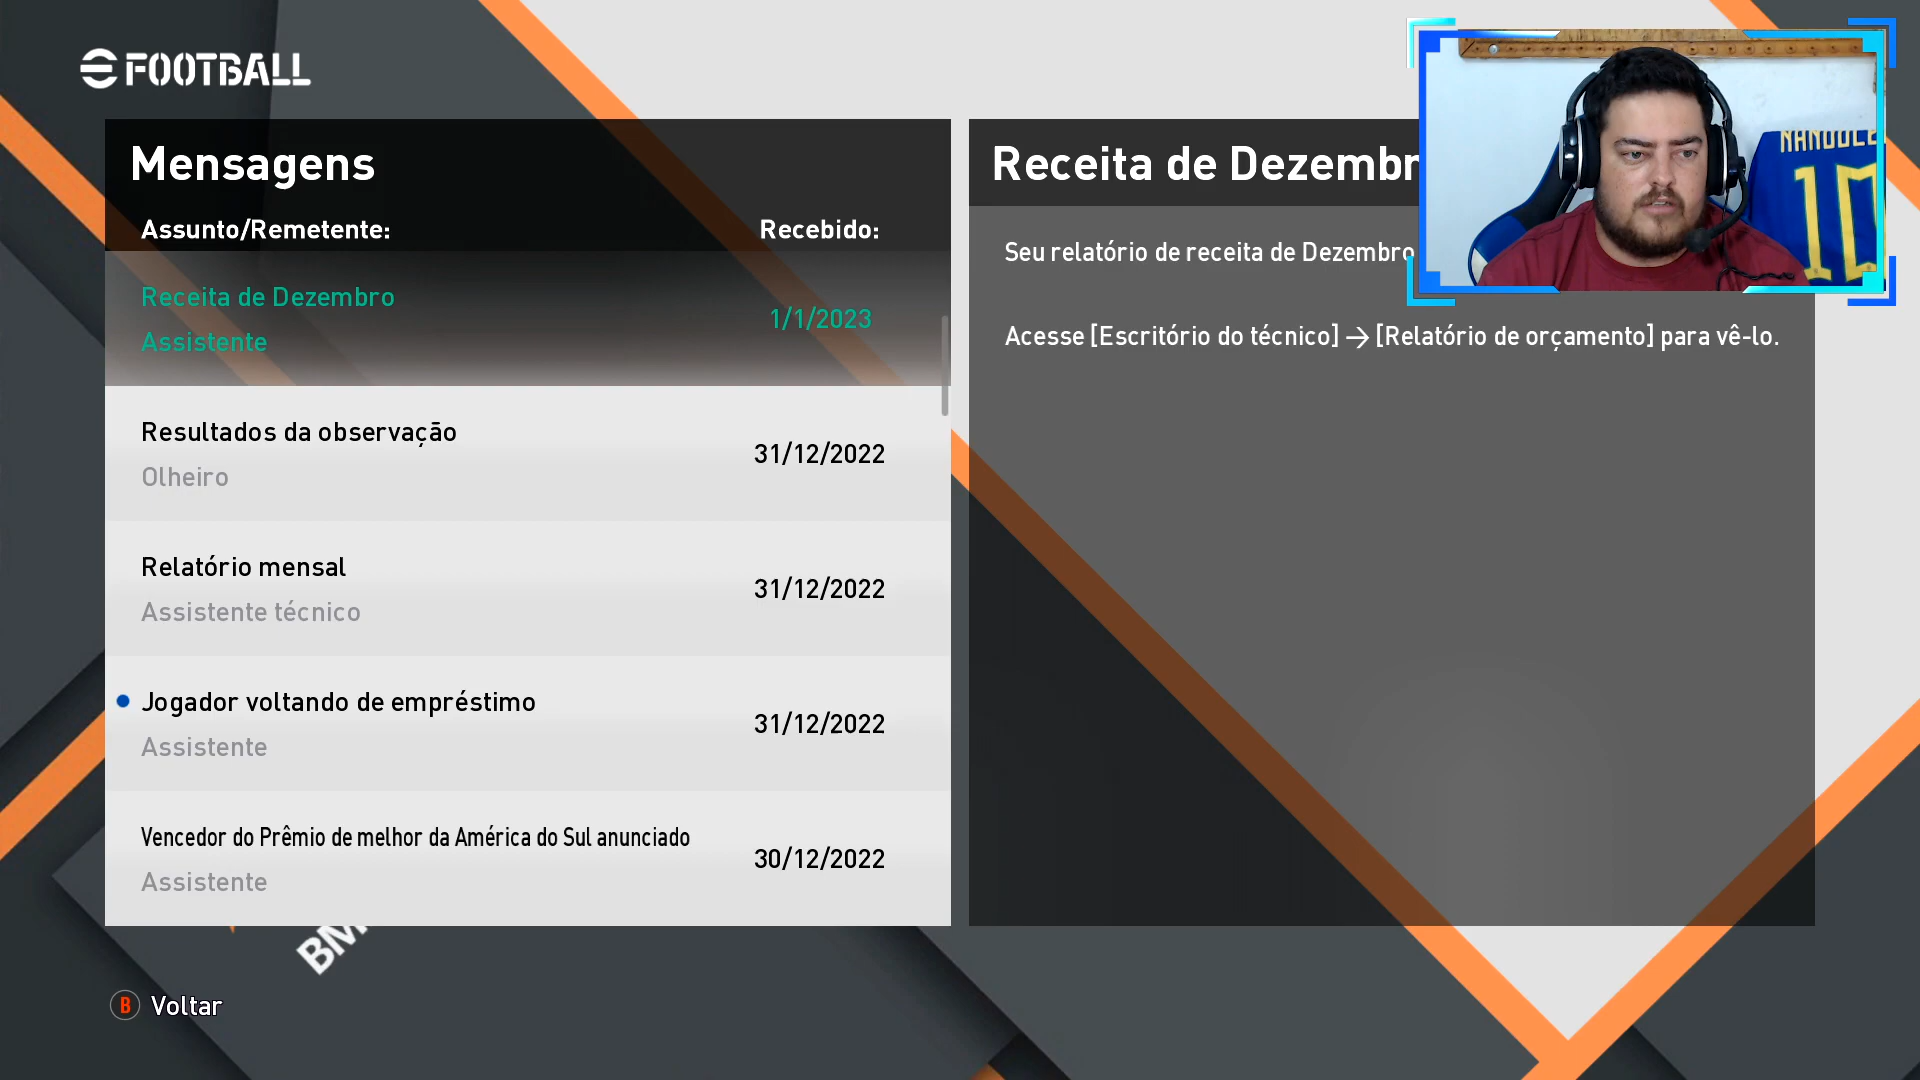 FOOTBALL
Mensagens
Assunto/Remetente:
Recebido:
Receita de Dezembro
Assistente
1/1/2023
Resultados da observação
Olheiro
31/12/2022
Relatório mensal
Assistente técnico
31/12/2022
Jogador voltando de empréstimo
Assistente
31/12/2022
Vencedor do Prêmio de melhor da América do Sul anunciado
Assistente
30/12/2022
Receita de Dezembr
Seu relatório de receita de Dezembro
Acesse [Escritório do técnico] → [Relatório de orçamento] para vê-lo.
10
BM
B Voltar